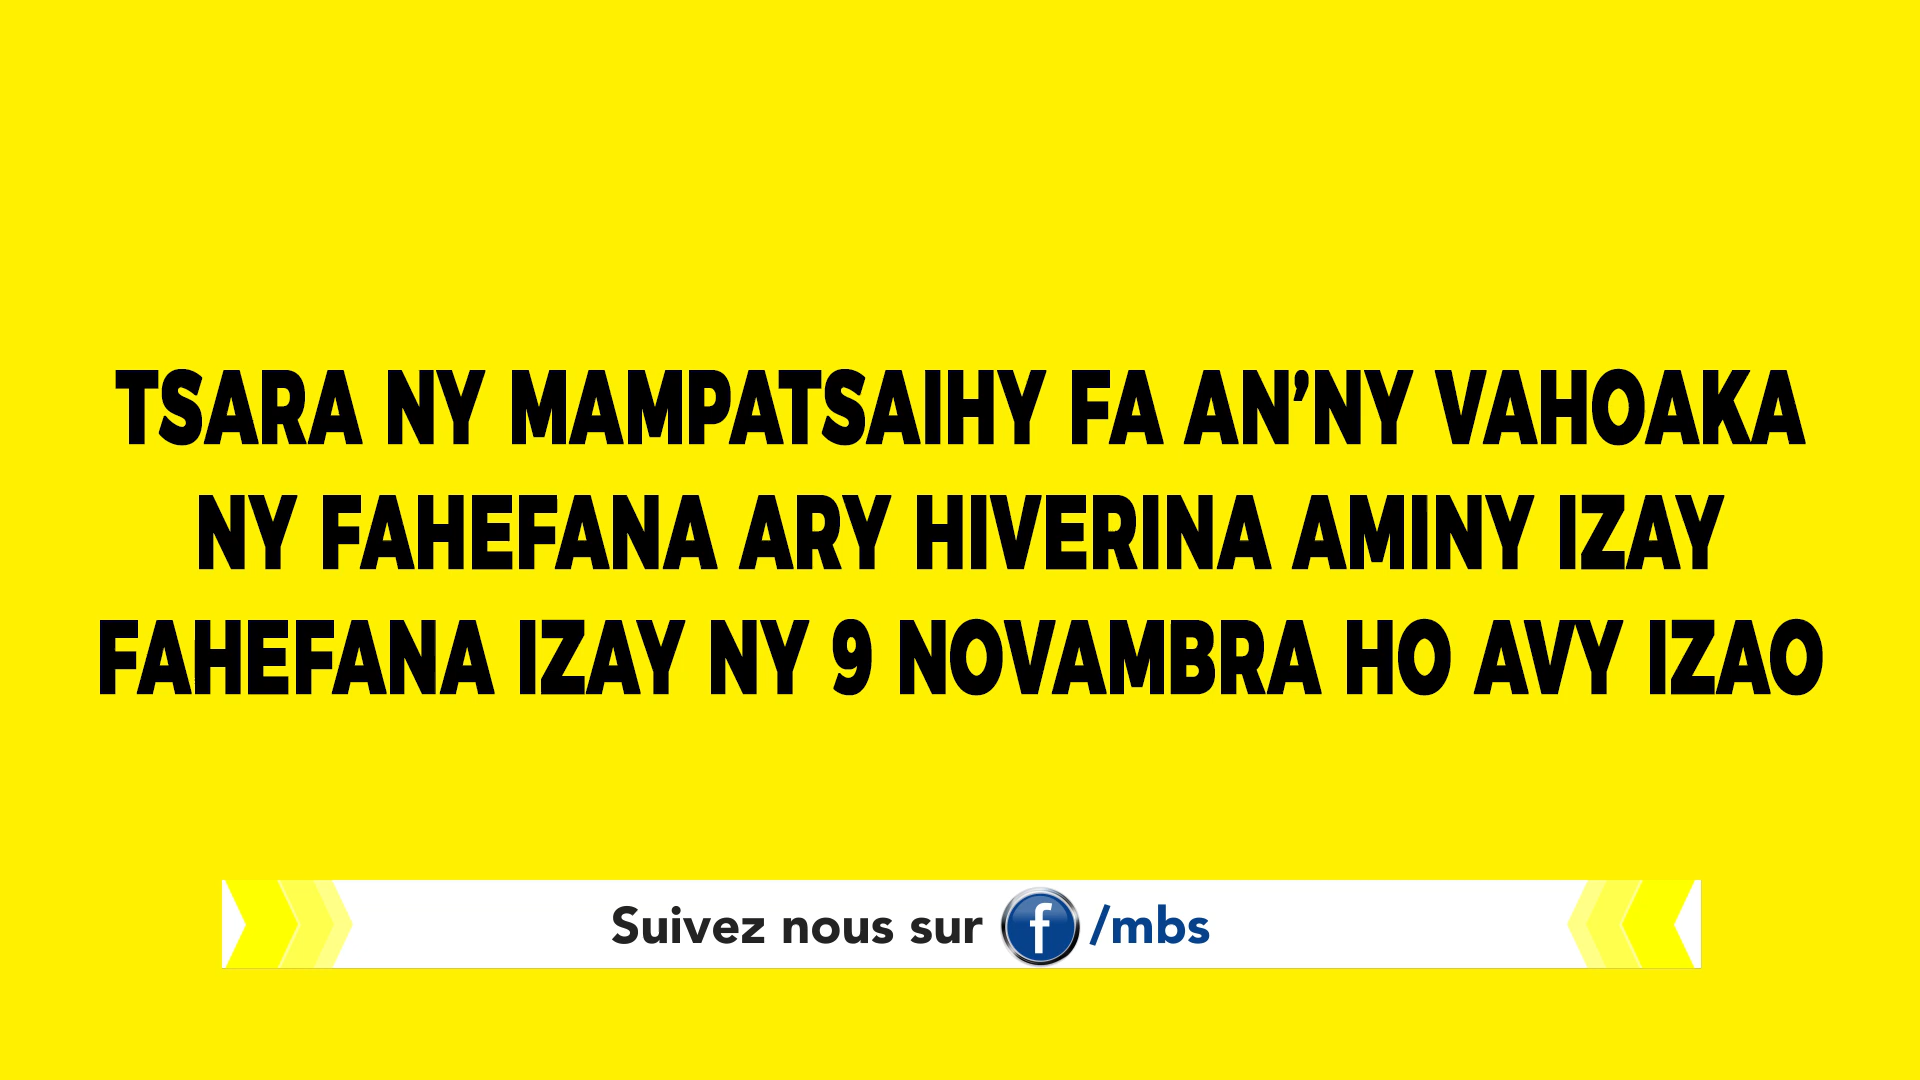 TSARA NY MAMPATSAIHY FA AN’NY VAHOAKA
NY FAHEFANA ARY HIVERINA AMINY IZAY
FAHEFANA IZAY NY 9 NOVAMBRA HO AVY IZAO
Suivez nous sur f /mbs